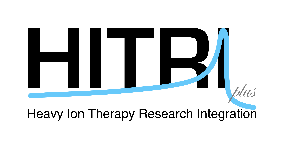 HITRI
plus
Heavy Ion Therapy Research Integration